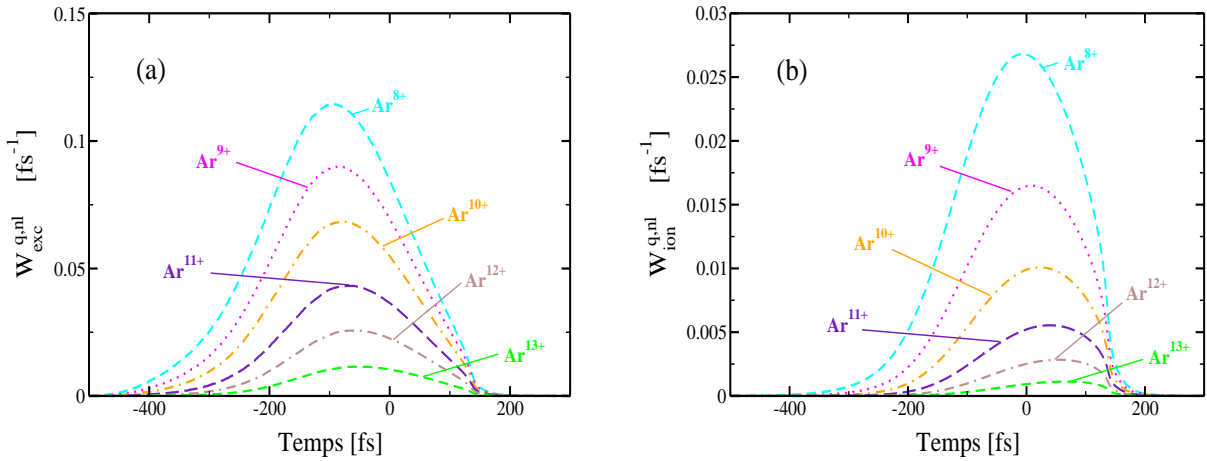 0.15
(a)
Ar8+
0.1
Ar9+
Ar10+
Ar11+
0.05
Ar12+
Ar13+
0
-400 -200 0 200
Temps [fs]
Wexc q,nl [fs-1]
0.03
(b)
Ar8+
0.025
0.02
Ar9+
0.015
Ar10+
0.01
Ar12+
Ar11+
0.005
Ar13+
0
-400 -200 0 200
Temps [fs]
Wion q,nl [fs-1]